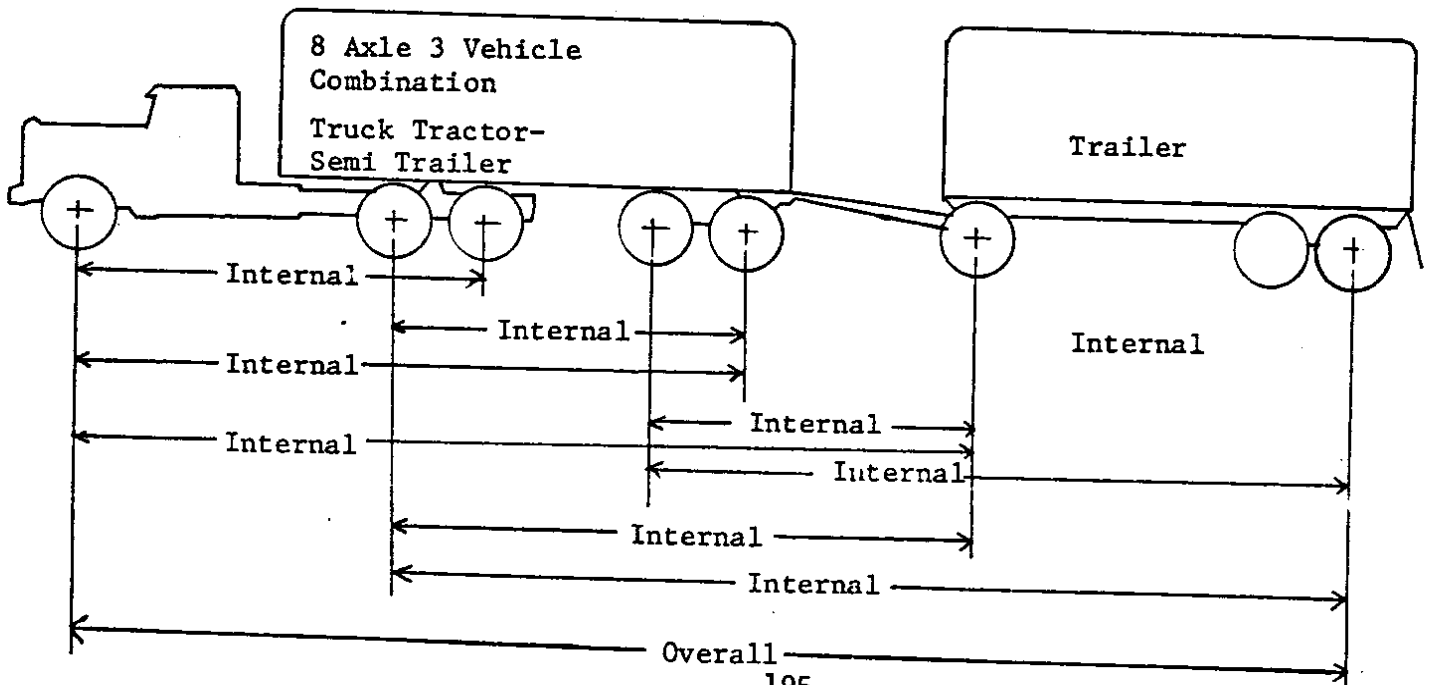 8 Axle 3 Vehicle
Combination
Truck Tractor-
Semi Trailer
Trailer
Internal
Internal
Internal
Internal
Internal
Internal
Internal
Internal
Internal
Overall
195